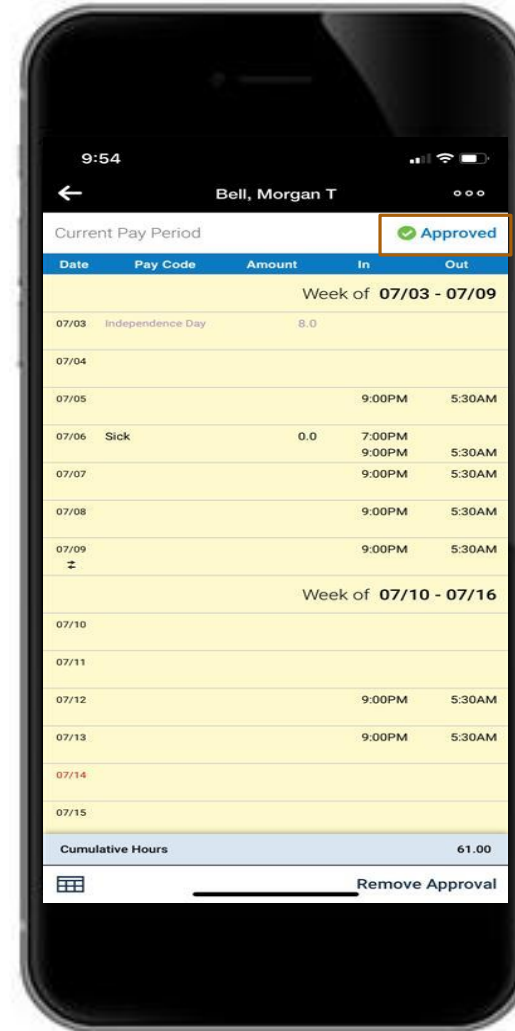 9:54
Bell, Morgan T
Current Pay Period Approved
Date Pay Code Amount In Out
Week of 07/03 - 07/09
07/03 Independence Day 8.0
07/04
07/05 9:00PM 5:30AM
07/06 Sick 0.0 7:00PM
9:00PM 5:30AM
07/07 9:00PM 5:30AM
07/08 9:00PM 5:30AM
07/09 9:00PM 5:30AM
Week of 07/10 - 07/16
07/10
07/11
07/12 9:00PM 5:30AM
07/13 9:00PM 5:30AM
07/14
07/15
Cumulative Hours 61.00
Remove Approval